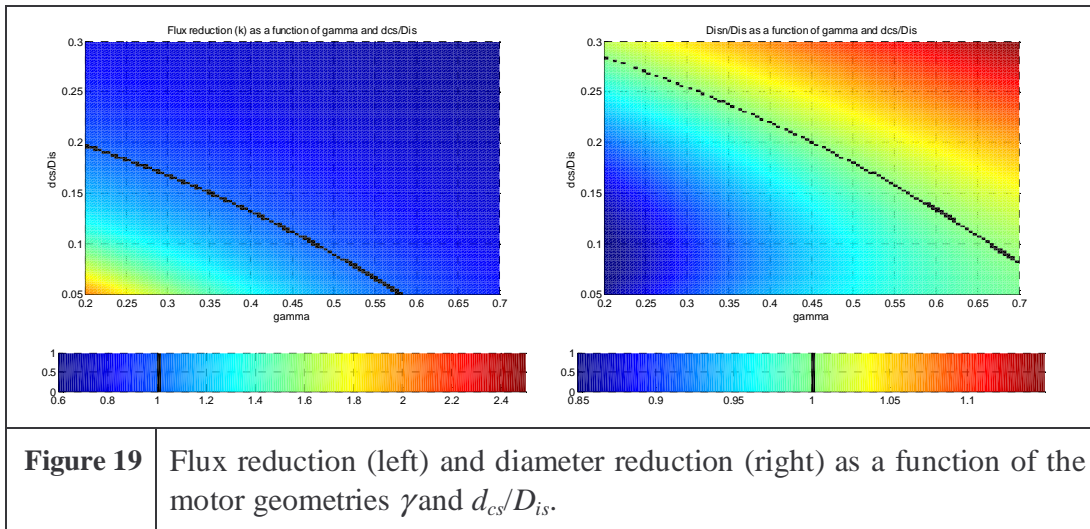 Flux reduction (k) as a function of gamma and dcs/Dis
0.3
0.25
0.2
0.15
0.1
0.05
dcs/Dis
0.2 0.25 0.3 0.35 0.4 0.45 0.5 0.55 0.6 0.65 0.7
gamma
1
0.5
0
0.6 0.8 1 1.2 1.4 1.6 1.8 2 2.2 2.4
Disn/Dis as a function of gamma and dcs/Dis
0.3
0.25
0.2
0.15
0.1
0.05
dcs/Dis
0.2 0.25 0.3 0.35 0.4 0.45 0.5 0.55 0.6 0.65 0.7
gamma
1
0.5
0
0.85 0.9 0.95 1 1.05 1.1
Figure 19
Flux reduction (left) and diameter reduction (right) as a function of the
motor geometries γ and dcs/Dis.